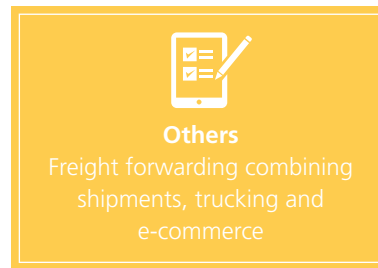 Others
Freight forwarding combining
shipments, trucking and
e-commerce